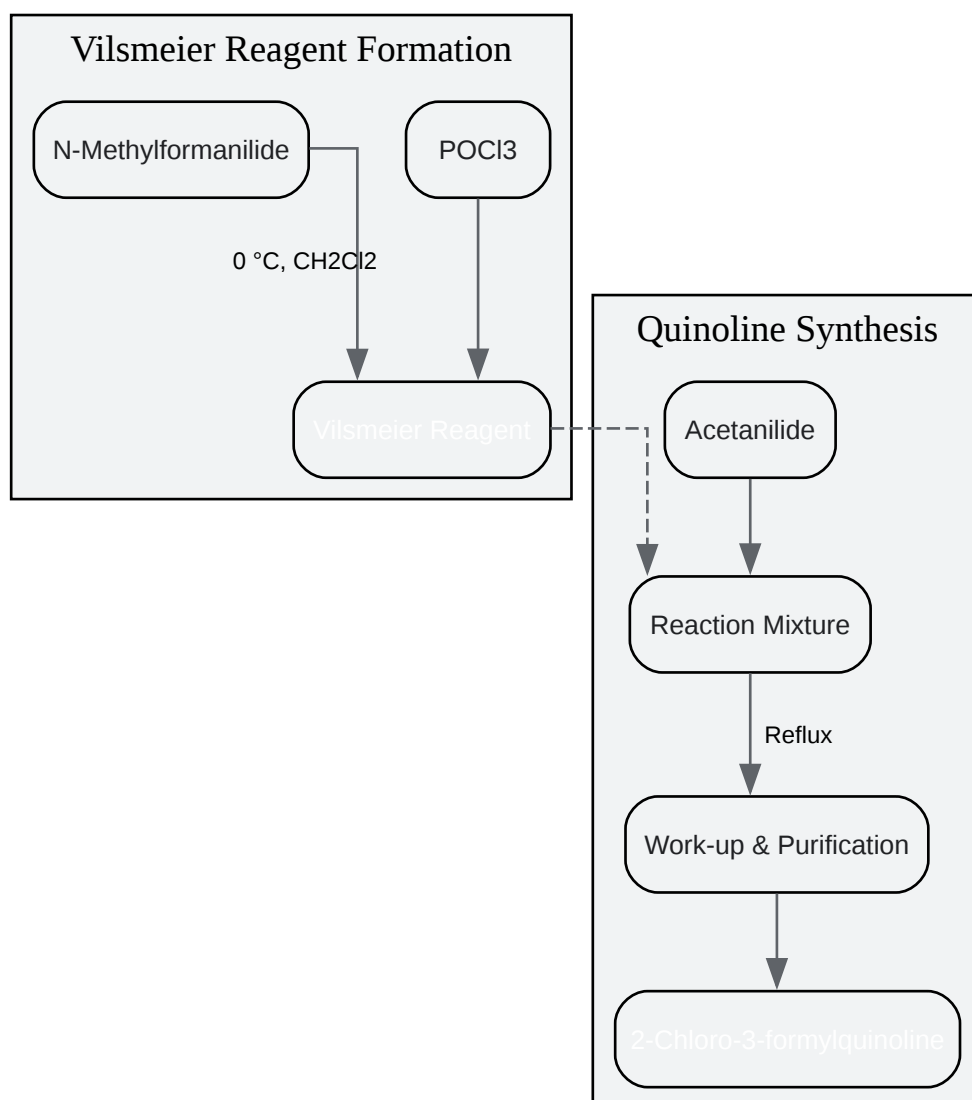 Vilsmeier Reagent Formation
N-Methylformanilide
POCl3
0 °C, CH2Cl2
Vilsmeier Reagent
Quinoline Synthesis
Acetanilide
Reaction Mixture
Reflux
Work-up & Purification
2-Chloro-3-formylquinoline